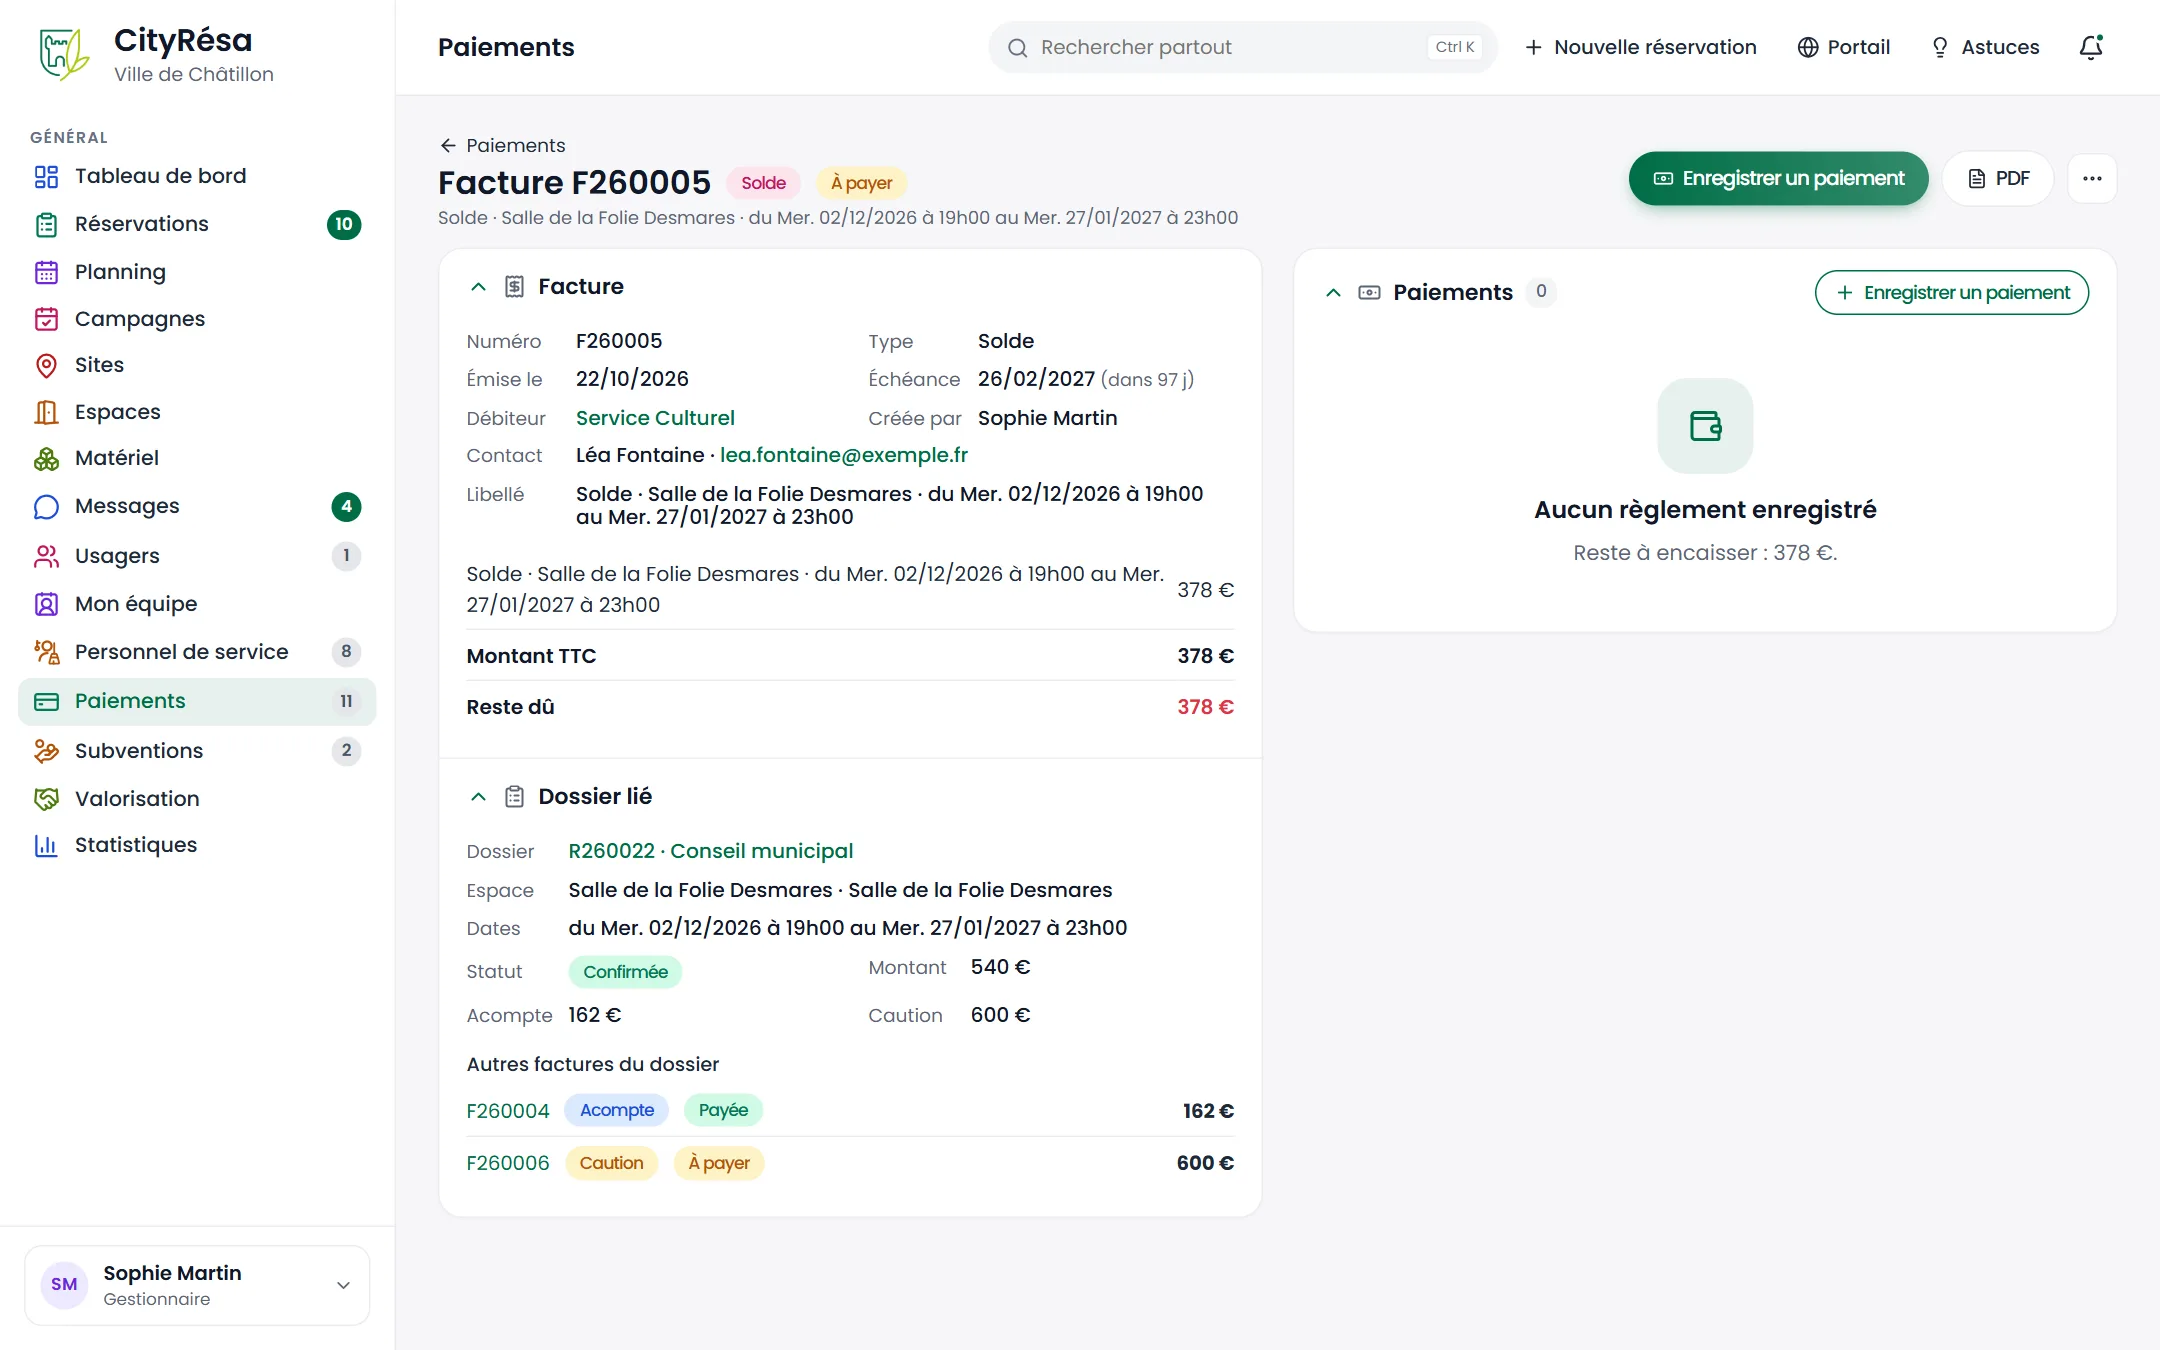 CityRésa
Ville de Châtillon
GÉNÉRAL
Tableau de bord
Réservations 10
Planning
Campagnes
Sites
Espaces
Matériel
Messages 4
Usagers 1
Mon équipe
Personnel de service 8
Paiements 11
Subventions 2
Valorisation
Statistiques
SM
Sophie Martin
Gestionnaire
Paiements
Rechercher partout Ctrl K
Nouvelle réservation
Portail
Astuces
Paiements
Facture F260005 Solde À payer
Solde · Salle de la Folie Desmares · du Mer. 02/12/2026 à 19h00 au Mer. 27/01/2027 à 23h00
Enregistrer un paiement
PDF
Facture
Numéro F260005 Type Solde
Émise le 22/10/2026 Échéance 26/02/2027 (dans 97 j)
Débiteur Service Culturel Créée par Sophie Martin
Contact Léa Fontaine · lea.fontaine@exemple.fr
Libellé Solde · Salle de la Folie Desmares · du Mer. 02/12/2026 à 19h00
au Mer. 27/01/2027 à 23h00
Solde · Salle de la Folie Desmares · du Mer. 02/12/2026 à 19h00 au Mer.
27/01/2027 à 23h00 378 €
Montant TTC 378 €
Reste dû 378 €
Dossier lié
Dossier R260022 · Conseil municipal
Espace Salle de la Folie Desmares · Salle de la Folie Desmares
Dates du Mer. 02/12/2026 à 19h00 au Mer. 27/01/2027 à 23h00
Statut Confirmée Montant 540 €
Acompte 162 € Caution 600 €
Autres factures du dossier
F260004 Acompte Payée 162 €
F260006 Caution À payer 600 €
Paiements 0
Enregistrer un paiement
Aucun règlement enregistré
Reste à encaisser : 378 €.